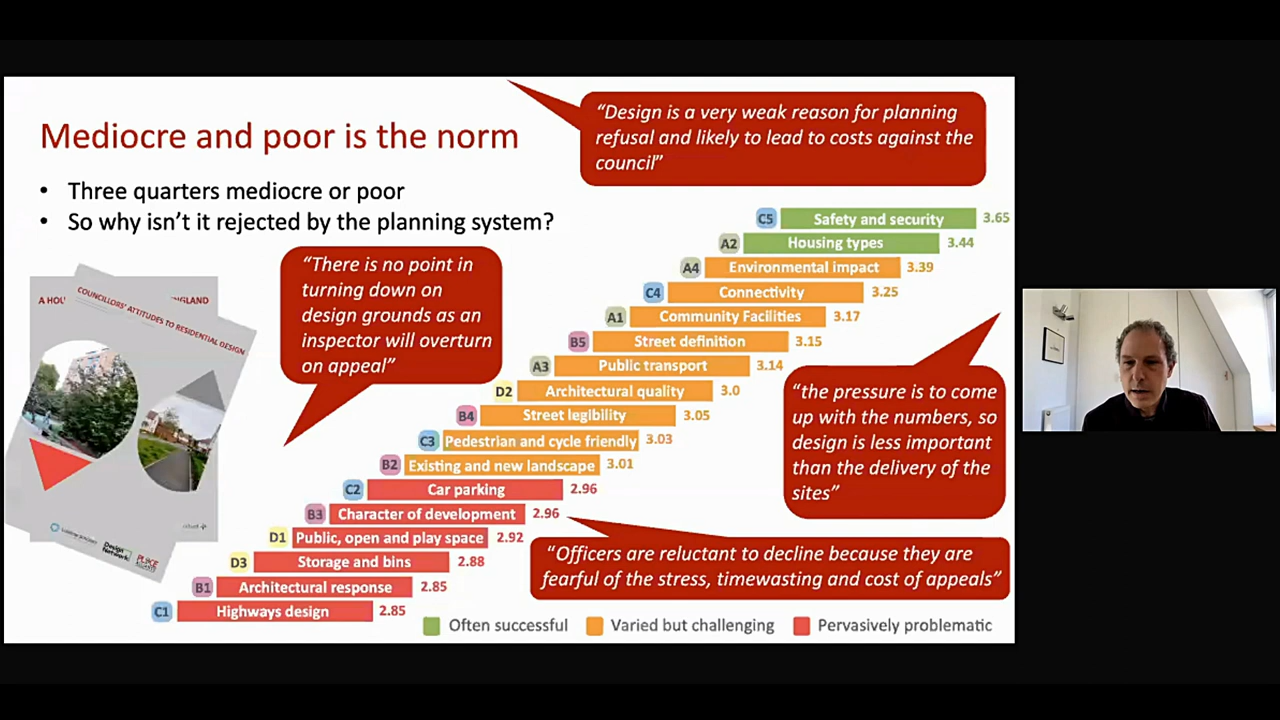 Mediocre and poor is the norm
• Three quarters mediocre or poor
• So why isn't it rejected by the planning system?
“Design is a very weak reason for planning
refusal and likely to lead to costs against the
council”
“There is no point in
turning down on
design grounds as an
inspector will overturn
on appeal”
A HOU
NGLAND
COUNCILLORS' ATTITUDES TO RESIDENTIAL DESIGN
Design
Network
C5 Safety and security 3.65
A2 Housing types 3.44
A4 Environmental impact 3.39
C4 Connectivity 3.25
A1 Community Facilities 3.17
B5 Street definition 3.15
A3 Public transport 3.14
D2 Architectural quality 3.0
B4 Street legibility 3.05
C3 Pedestrian and cycle friendly 3.03
B2 Existing and new landscape 3.01
C2 Car parking 2.96
B3 Character of development 2.96
D1 Public, open and play space 2.92
D3 Storage and bins 2.88
B1 Architectural response 2.85
C1 Highways design 2.85
“the pressure is to come
up with the numbers, so
design is less important
than the delivery of the
sites”
“Officers are reluctant to decline because they are
fearful of the stress, timewasting and cost of appeals”
Often successful
Varied but challenging
Pervasively problematic